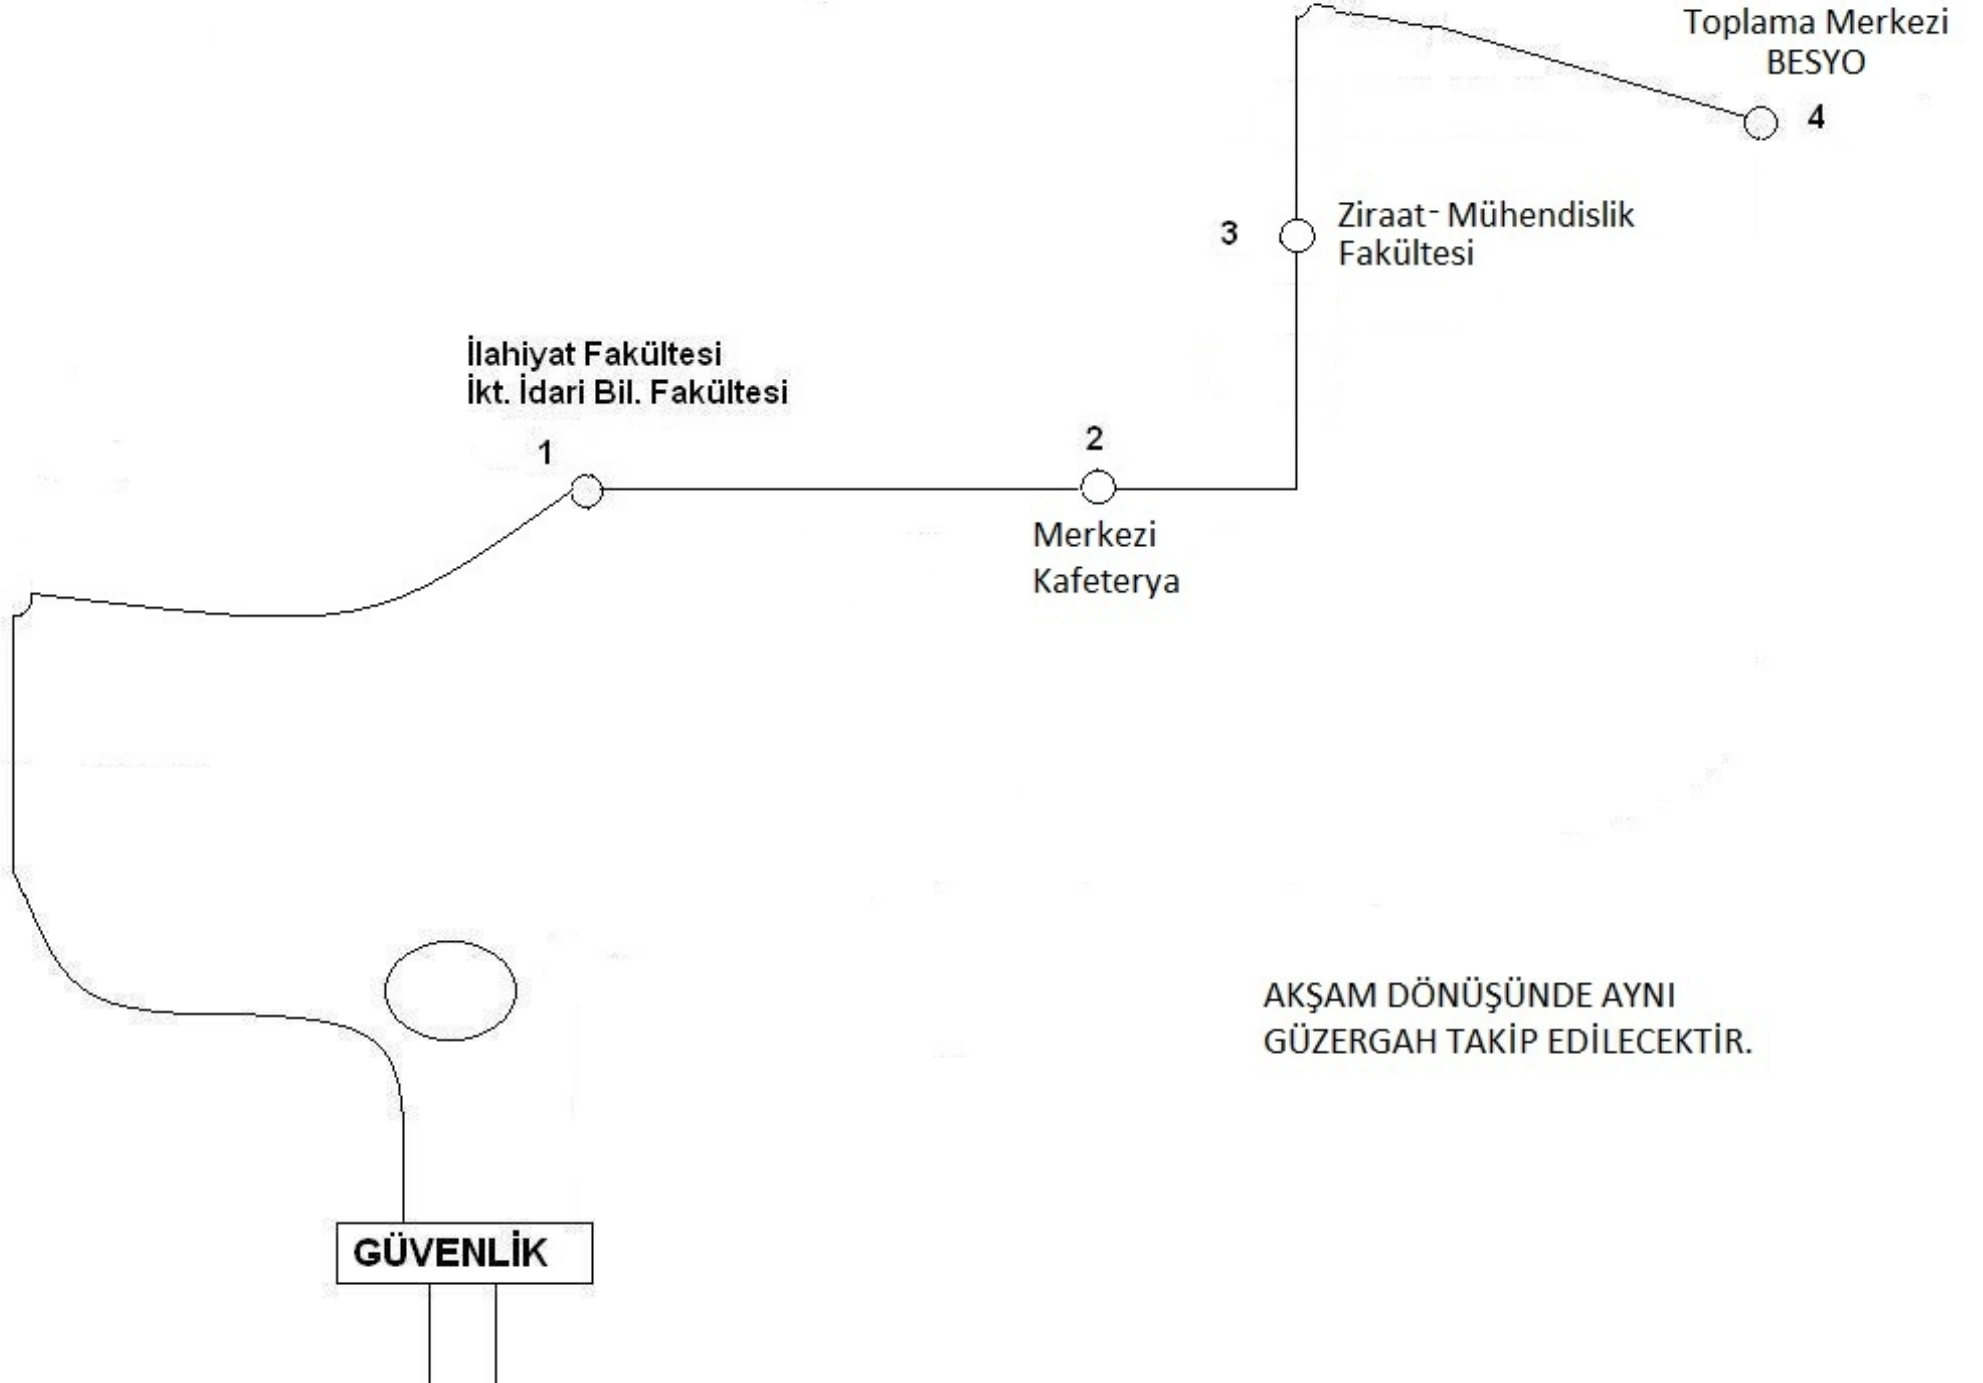 Toplama Merkezi
BESYO
4
3
Ziraat- Mühendislik
Fakültesi
İlahiyat Fakültesi
İkt. İdari Bil. Fakültesi
1
2
Merkezi
Kafeterya
AKŞAM DÖNÜŞÜNDE AYNI
GÜZERGAH TAKİP EDİLECEKTİR.
GÜVENLİK